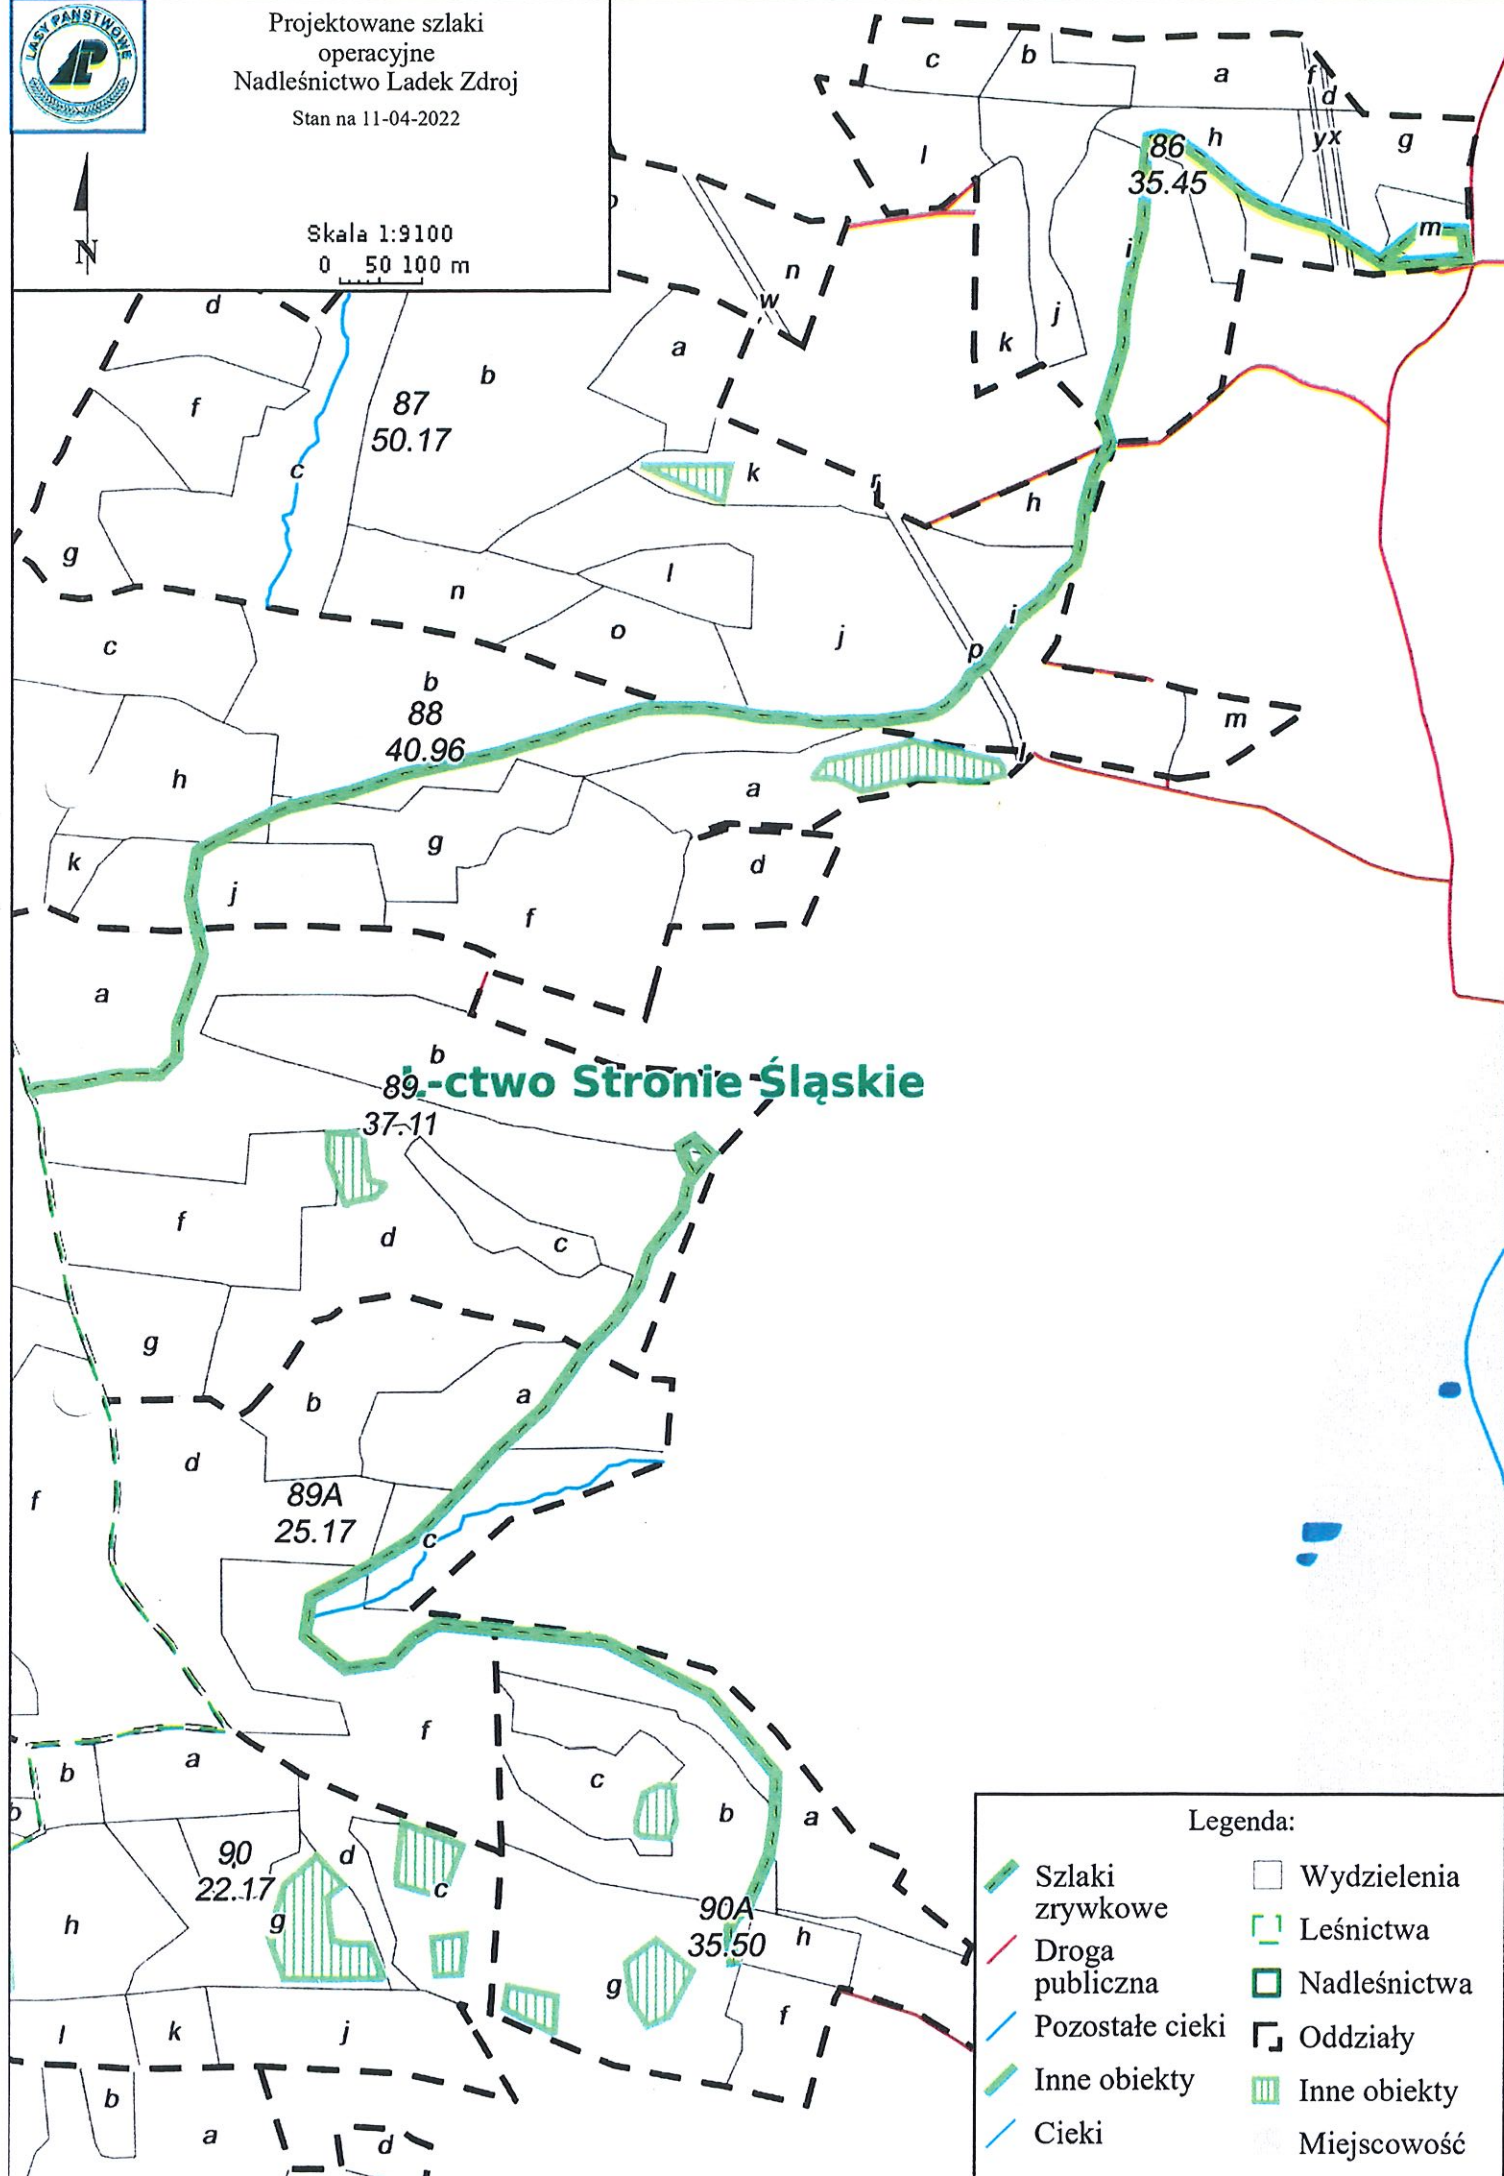 LASY PAŃSTWOWE
Projektowane szlaki
operacyjne
Nadleśnictwo Ladek Zdroj
Stan na 11-04-2022
N
Skala 1:9100
0 50 100 m
c
b
a
f
d
h
yx
g
l
86
35.45
m
i
n
w
k
j
d
a
b
f
87
50.17
c
k
r
h
g
l
n
o
j
i
p
c
b
88
40.96
m
h
a
g
k
j
d
f
a
b
L-ctwo Stronie Śląskie
89
37.11
f
d
c
g
b
a
d
f
89A
25.17
c
f
b
a
c
b
a
b
90
22.17
d
c
g
h
90A
35.50
h
g
f
l
k
j
b
a
d
Legenda:
Szlaki
zrywkowe
Droga
publiczna
Pozostałe cieki
Inne obiekty
Cieki
Wydzielenia
Leśnictwa
Nadleśnictwa
Oddziały
Inne obiekty
Miejscowość